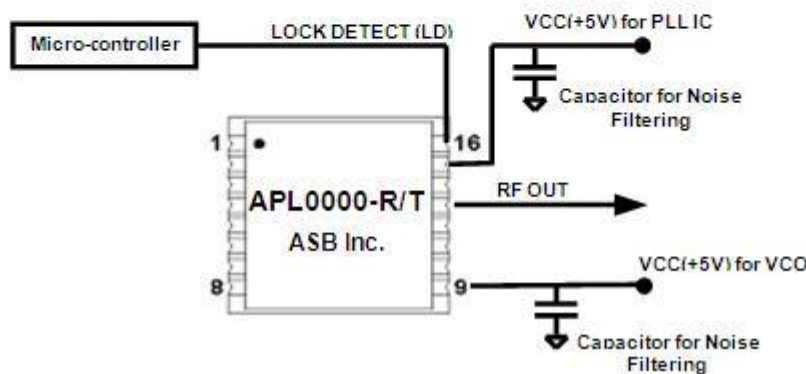 VCC(+5V) for PLL IC
LOCK DETECT (LD)
Micro-controller
Capacitor for Noise
Filtering
1
16
APL0000-R/T
RF OUT
ASB Inc.
VCC(+5V) for VCO
8
9
Capacitor for Noise
Filtering